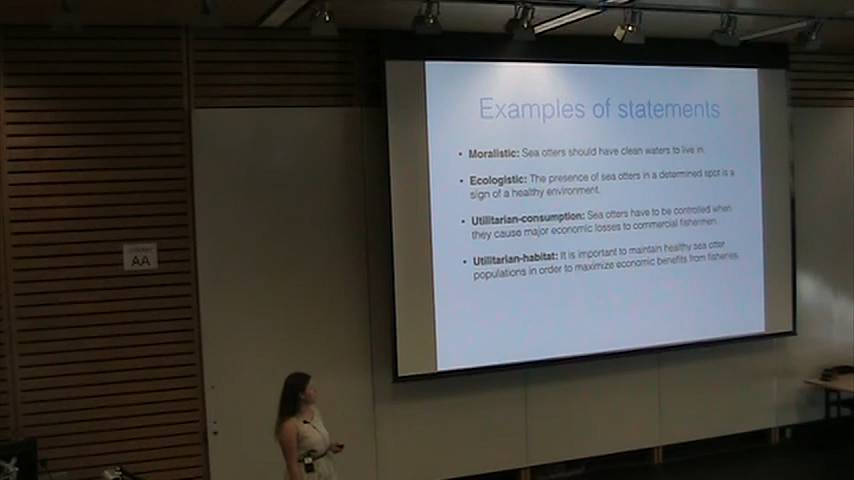 Examples of statements
• Moralistic: Sea otters should have clean waters to live in.
• Ecologistic: The presence of sea otters in a determined spot is a
sign of a healthy environment.
• Utilitarian-consumption: Sea otters have to be controlled when
they cause major economic losses to commercial fishermen.
• Utilitarian-habitat: It is important to maintain healthy sea otter
populations in order to maximize economic benefits from fisheries.
AA